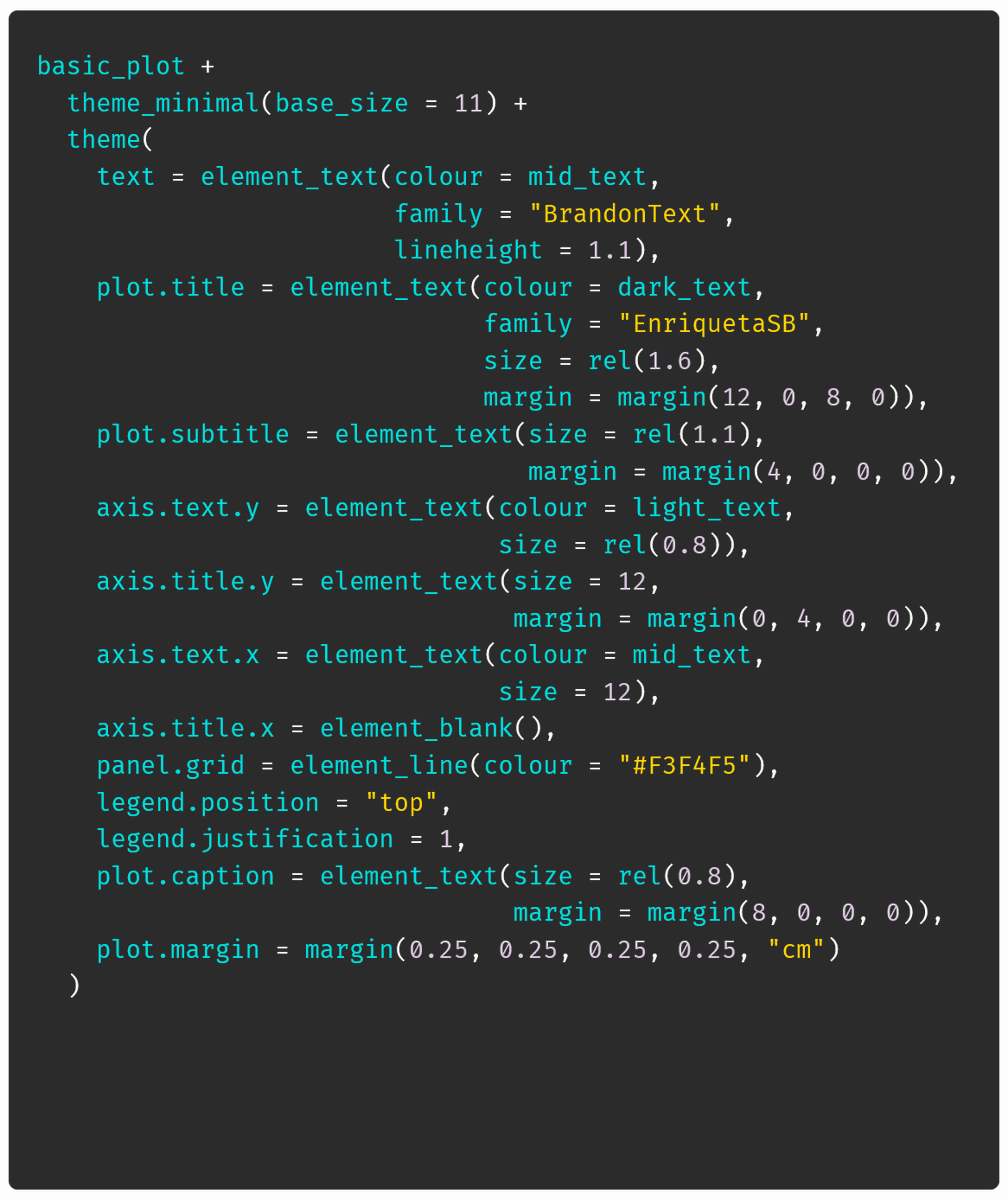 basic_plot +
  theme_minimal(base_size = 11) +
  theme(
    text = element_text(colour = mid_text,
                        family = "BrandonText",
                        lineheight = 1.1),
    plot.title = element_text(colour = dark_text,
                              family = "EnriquetaSB",
                              size = rel(1.6),
                              margin = margin(12, 0, 8, 0)),
    plot.subtitle = element_text(size = rel(1.1),
                                 margin = margin(4, 0, 0, 0)),
    axis.text.y = element_text(colour = light_text,
                               size = rel(0.8)),
    axis.title.y = element_text(size = 12,
                                margin = margin(0, 4, 0, 0)),
    axis.text.x = element_text(colour = mid_text,
                               size = 12),
    axis.title.x = element_blank(),
    panel.grid = element_line(colour = "#F3F4F5"),
    legend.position = "top",
    legend.justification = 1,
    plot.caption = element_text(size = rel(0.8),
                                margin = margin(8, 0, 0, 0)),
    plot.margin = margin(0.25, 0.25, 0.25, 0.25, "cm")
  )